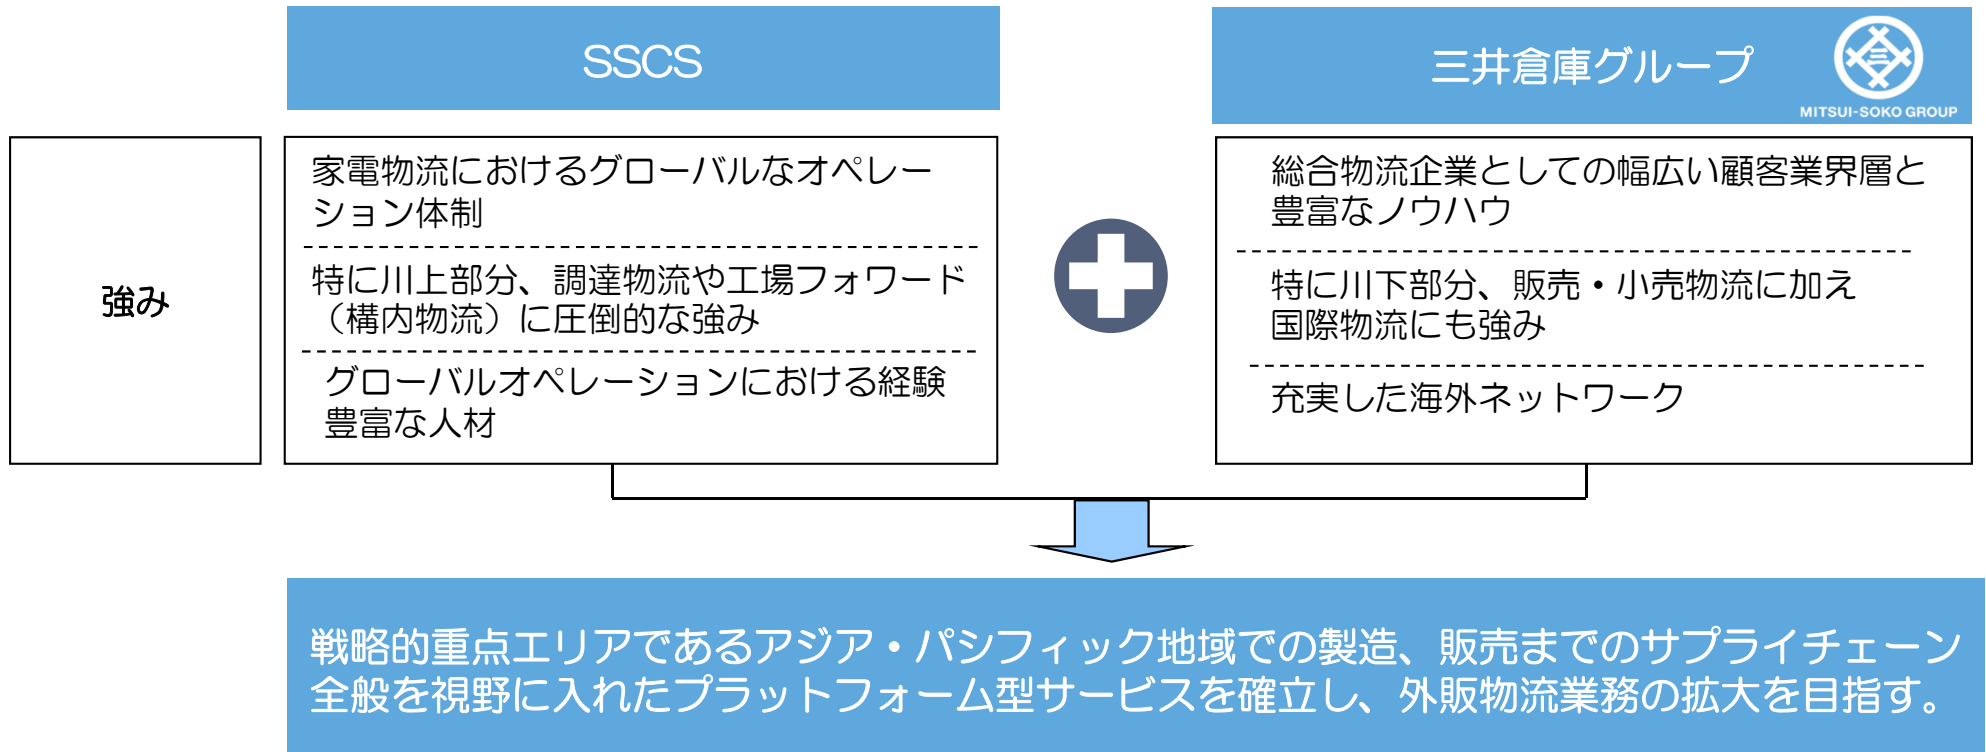 SSCS
三井倉庫グループ
MITSUI-SOKO GROUP
強み
家電物流におけるグローバルなオペレー
ション体制
特に川上部分、調達物流や工場フォワード
（構内物流）に圧倒的な強み
グローバルオペレーションにおける経験
豊富な人材
総合物流企業としての幅広い顧客業界層と
豊富なノウハウ
特に川下部分、販売・小売物流に加え
国際物流にも強み
充実した海外ネットワーク
戦略的重点エリアであるアジア・パシフィック地域での製造、販売までのサプライチェーン
全般を視野に入れたプラットフォーム型サービスを確立し、外販物流業務の拡大を目指す。